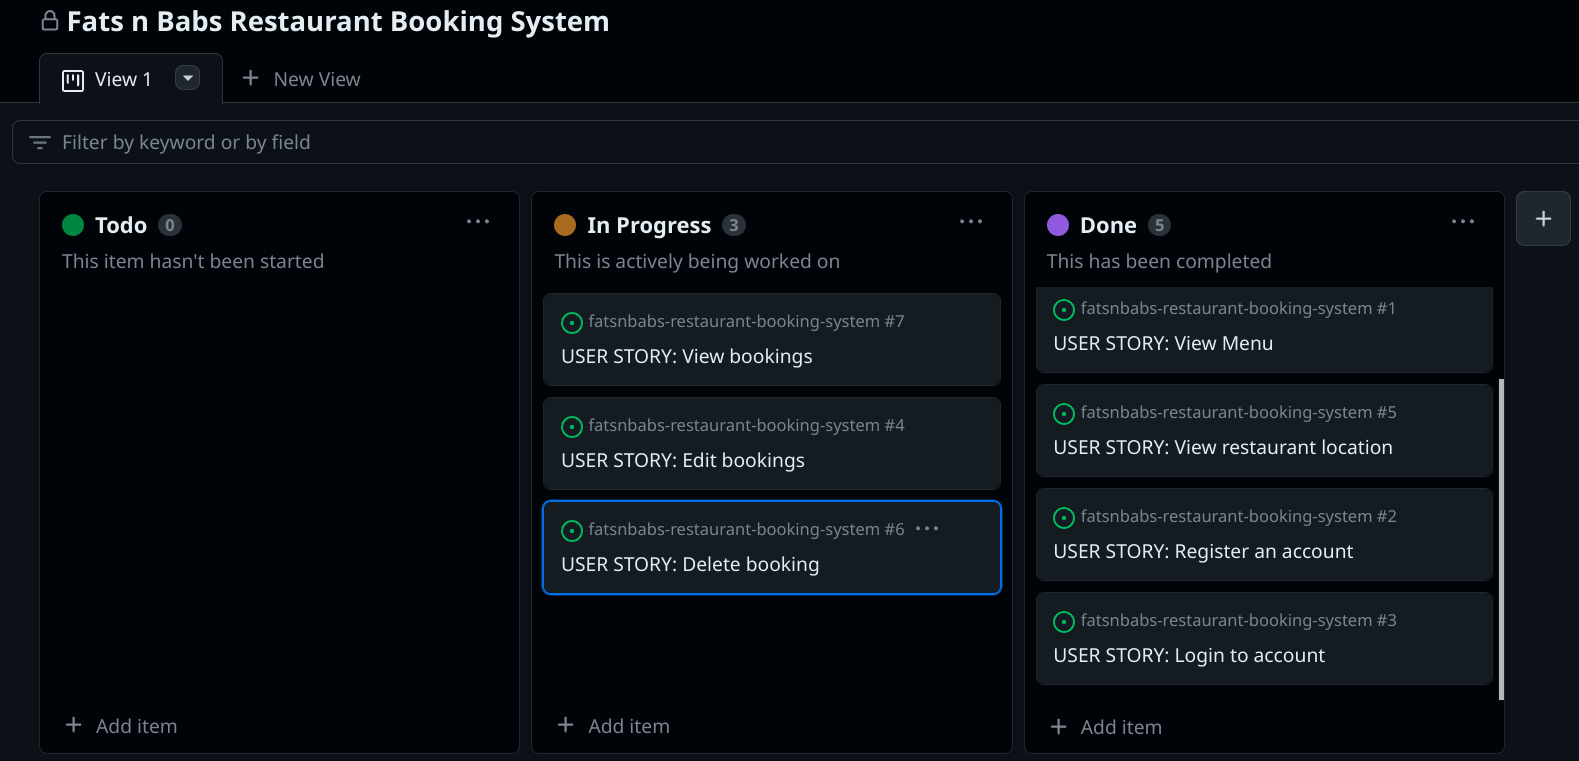 Fats n Babs Restaurant Booking System
View 1
New View
Filter by keyword or by field
Todo 0
This item hasn't been started
Add item
In Progress 3
This is actively being worked on
fatsnbabs-restaurant-booking-system #7
USER STORY: View bookings
fatsnbabs-restaurant-booking-system #4
USER STORY: Edit bookings
fatsnbabs-restaurant-booking-system #6
USER STORY: Delete booking
Add item
Done 5
This has been completed
fatsnbabs-restaurant-booking-system #1
USER STORY: View Menu
fatsnbabs-restaurant-booking-system #5
USER STORY: View restaurant location
fatsnbabs-restaurant-booking-system #2
USER STORY: Register an account
fatsnbabs-restaurant-booking-system #3
USER STORY: Login to account
Add item